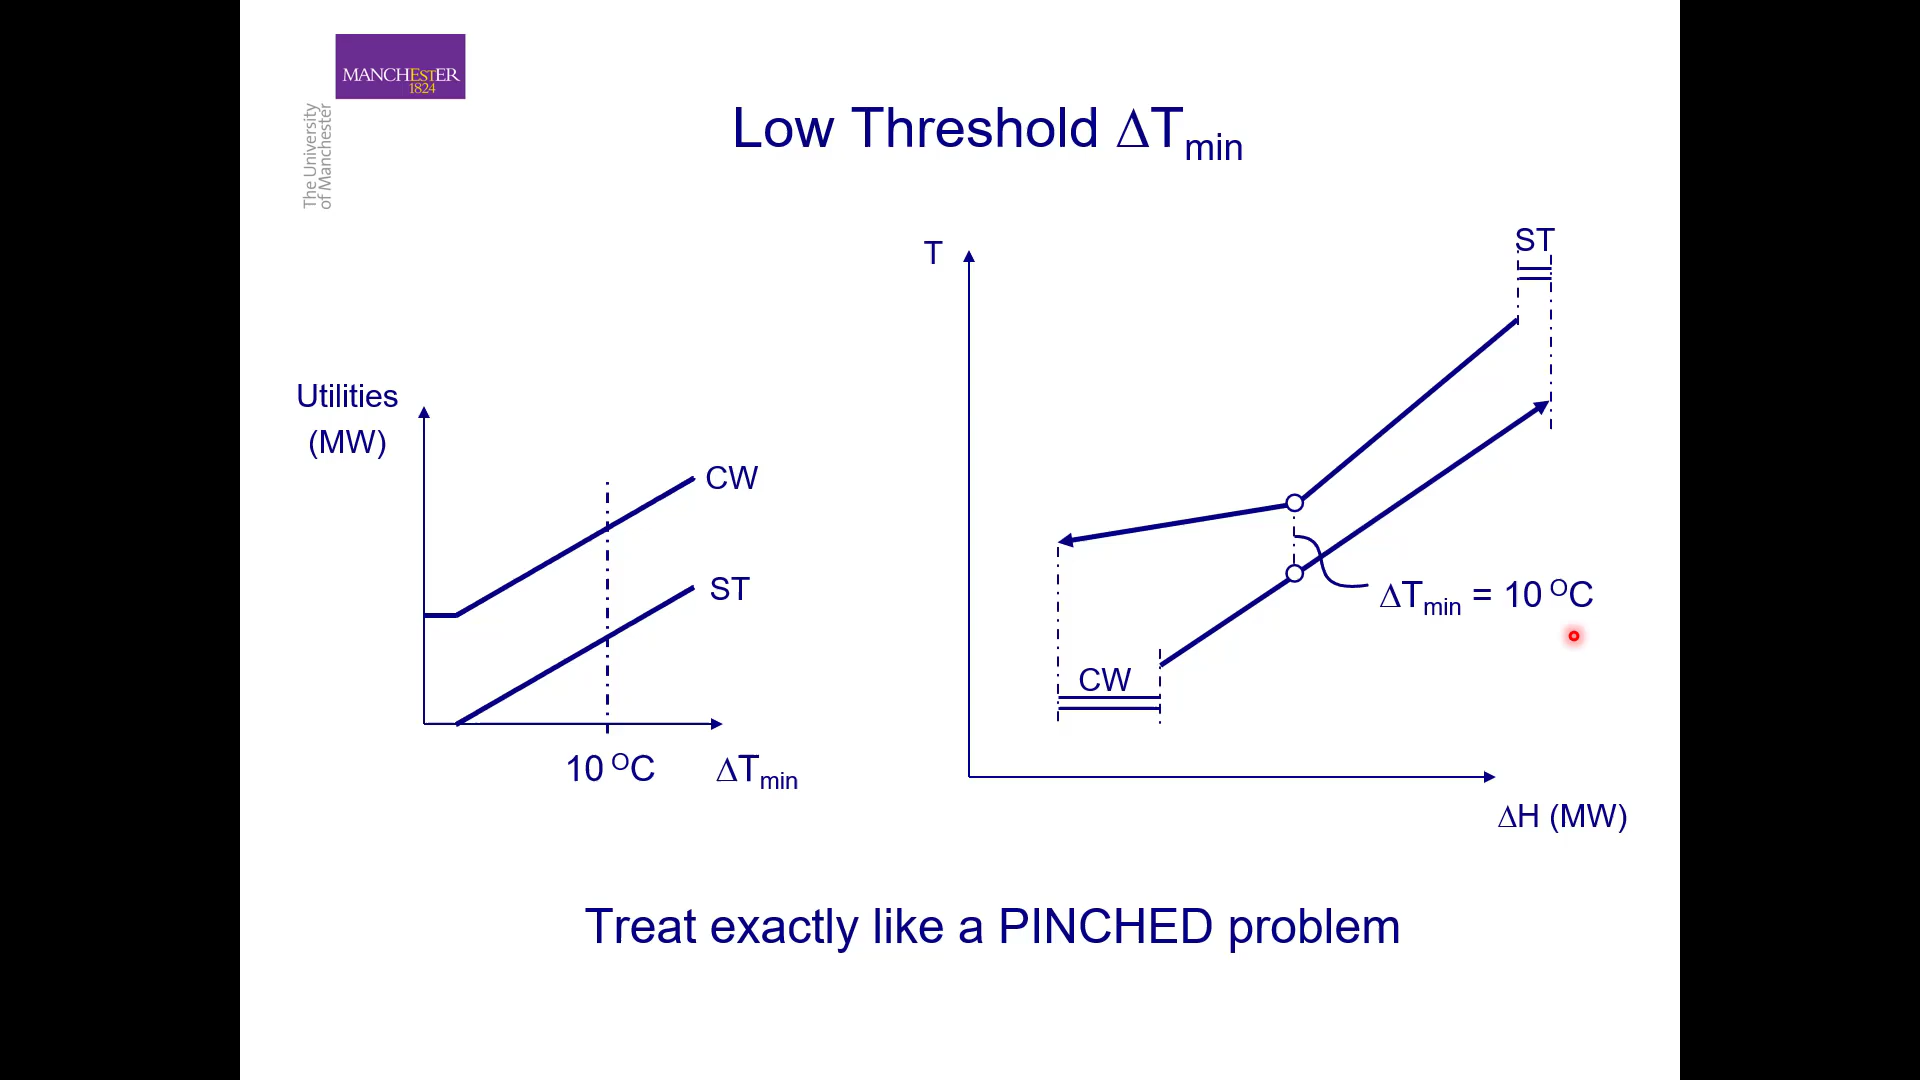 MANCHESTER
1824
The University
of Manchester
Low Threshold ΔTmin
Utilities
(MW)
CW
ST
10 ᴼC
ΔTmin
T
ST
CW
ΔTmin = 10 ᴼC
ΔH (MW)
Treat exactly like a PINCHED problem